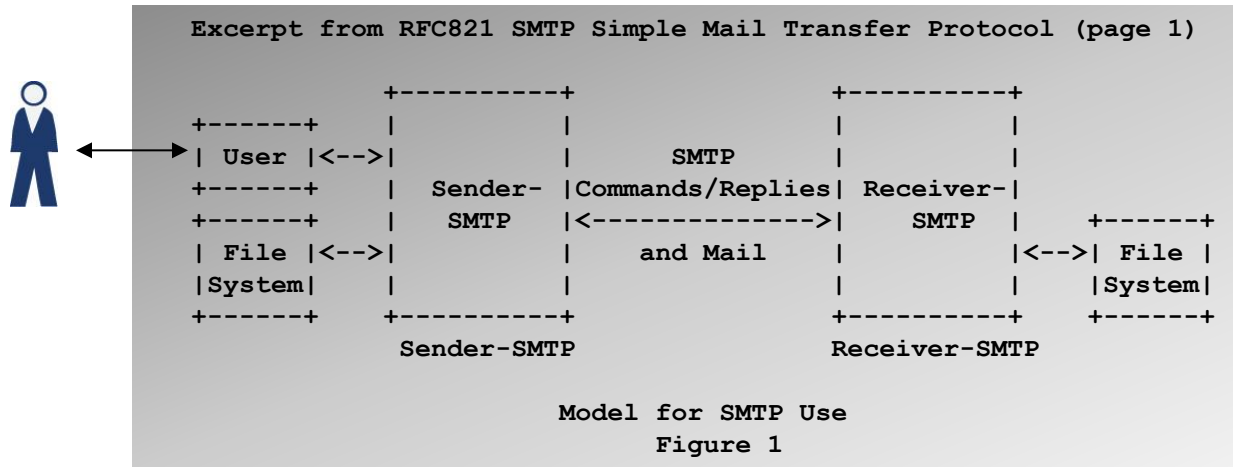 Excerpt from RFC821 SMTP Simple Mail Transfer Protocol (page 1)
            +----------+                +----------+
+------+    |          |                |          |
| User |<-->|          |      SMTP      |          |
+------+    |  Sender- |Commands/Replies| Receiver-|
+------+    |   SMTP   |<-------------->|    SMTP  |    +------+
| File |<-->|          |    and Mail    |          |<-->| File |
|System|    |          |                |          |    |System|
+------+    +----------+                +----------+    +------+
Sender-SMTP                Receiver-SMTP
Model for SMTP Use
Figure 1